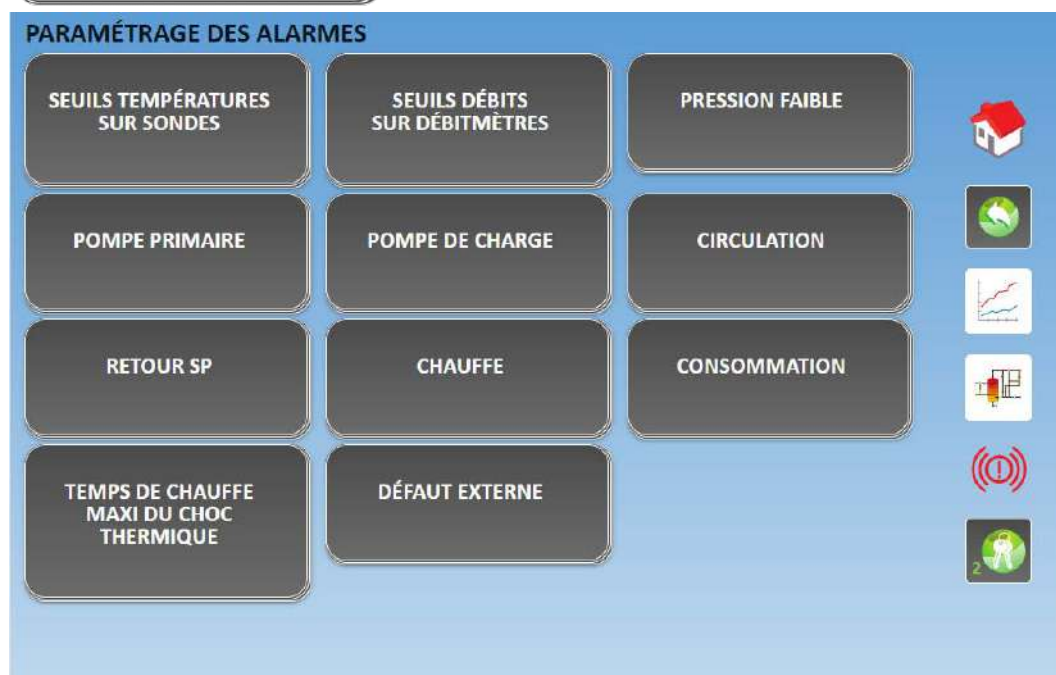 PARAMÉTRAGE DES ALARMES
SEUILS TEMPÉRATURES
SUR SONDES
SEUILS DÉBITS
SUR DÉBITMÈTRES
PRESSION FAIBLE
POMPE PRIMAIRE
POMPE DE CHARGE
CIRCULATION
RETOUR SP
CHAUFFE
CONSOMMATION
TEMPS DE CHAUFFE
MAXI DU CHOC
THERMIQUE
DÉFAUT EXTERNE
2